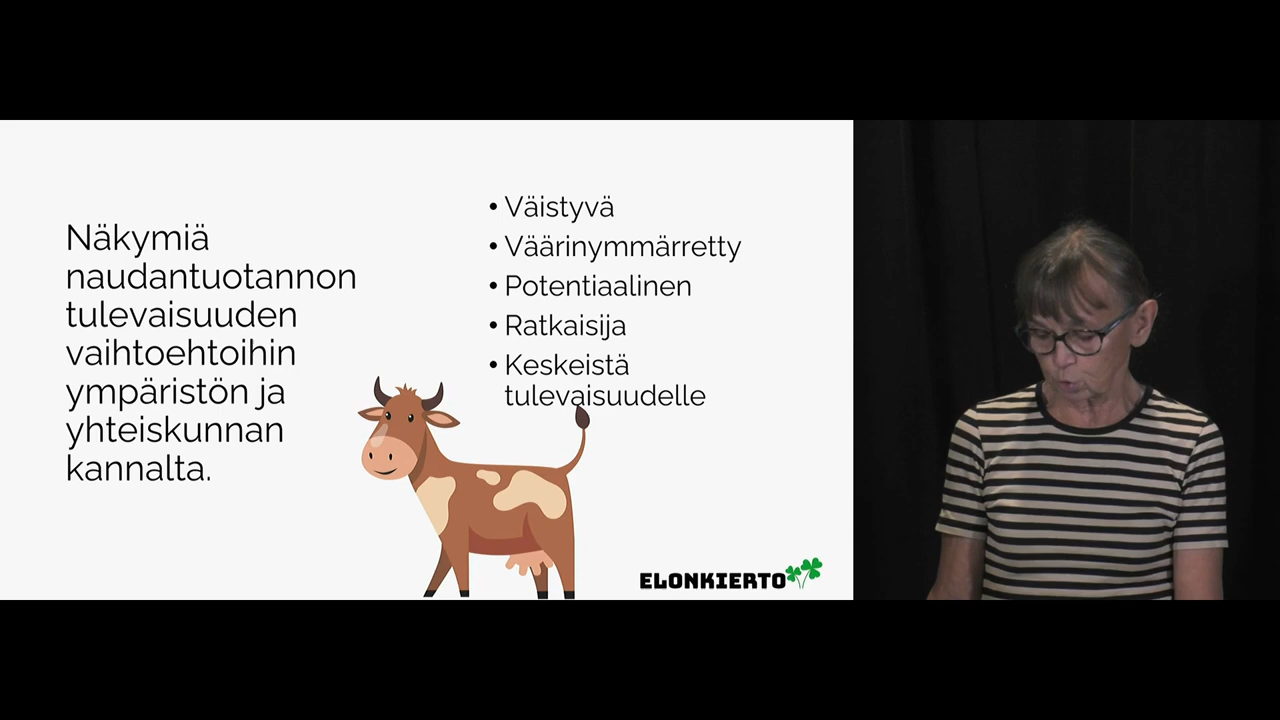 Näkymiä
naudantuotannon
tulevaisuuden
vaihtoehtoihin
ympäristön ja
yhteiskunnan
kannalta.
• Väistyvä
• Väärinymmärretty
• Potentiaalinen
• Ratkaisija
• Keskeistä
tulevaisuudelle
ELONKIERTO